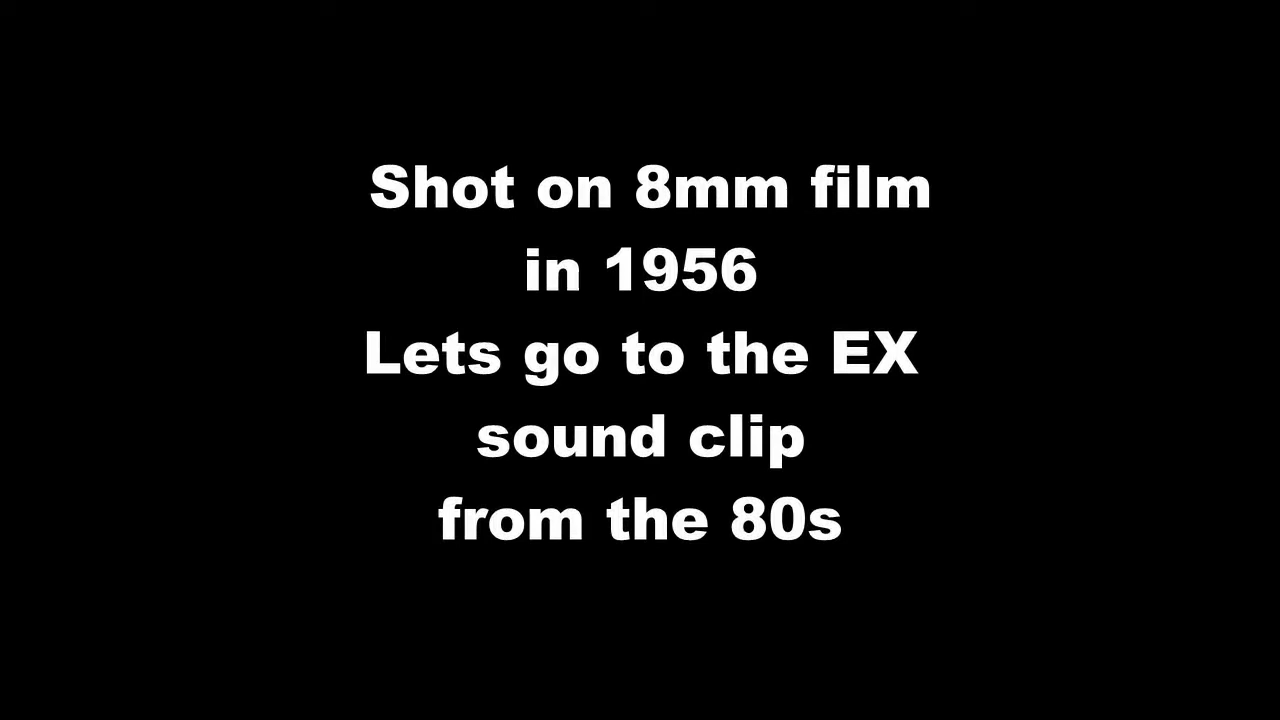 Shot on 8mm film
in 1956
Lets go to the EX
sound clip
from the 80s